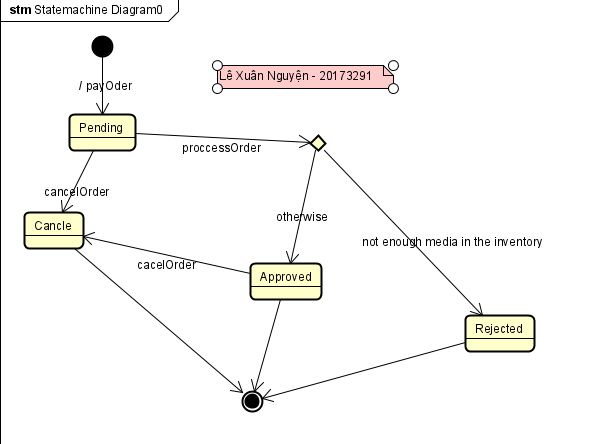 stm Statemachine Diagram0
Lê Xuân Nguyện - 20173291
/ payOder
Pending
proccessOrder
cancelOrder
Cancle
otherwise
not enough media in the inventory
cacelOrder
Approved
Rejected